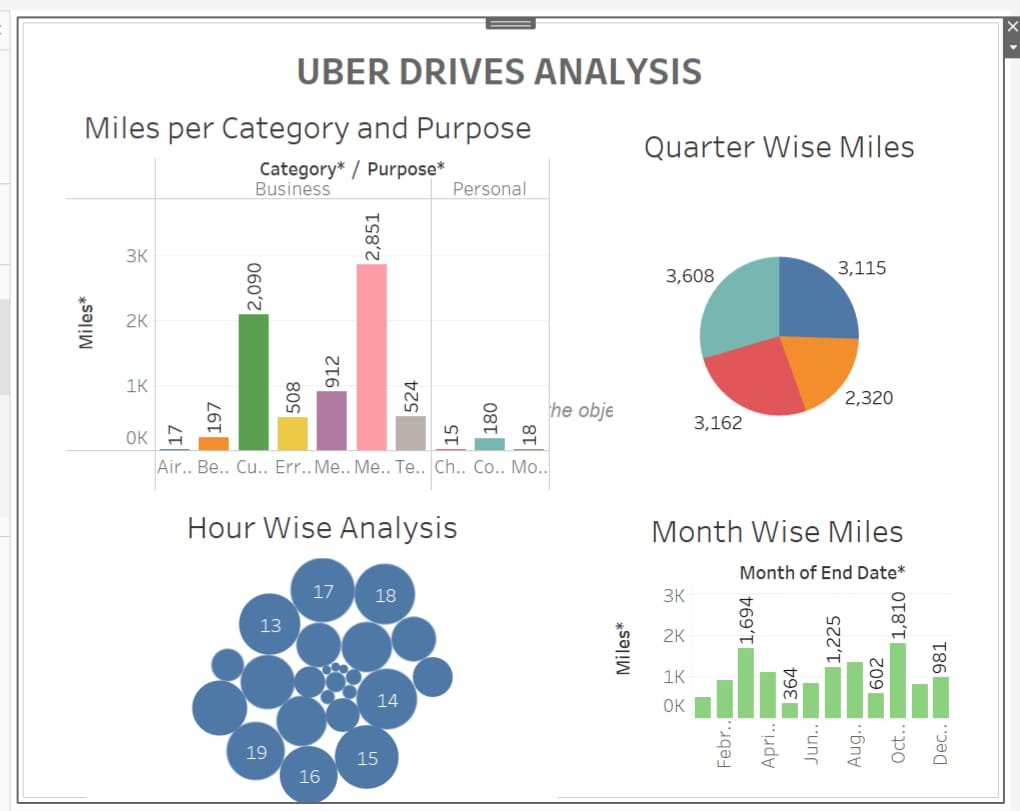 UBER DRIVES ANALYSIS
Miles per Category and Purpose
Category* / Purpose*
Business Personal
Miles*
3K
2K
1K
0K
17 197 2,090 508 912 2,851 524 15 180 18
Air.. Be.. Cu.. Err.. Me.. Me.. Te.. Ch.. Co.. Mo..
the obje
Quarter Wise Miles
3,608 3,115
3,162 2,320
Hour Wise Analysis
17 18
13
14
19 15
16
Month Wise Miles
Month of End Date*
Miles*
3K
2K
1K
0K
1,694 364 1,225 602 1,810 981
Febr.. Apri.. Jun.. Aug.. Oct.. Dec..